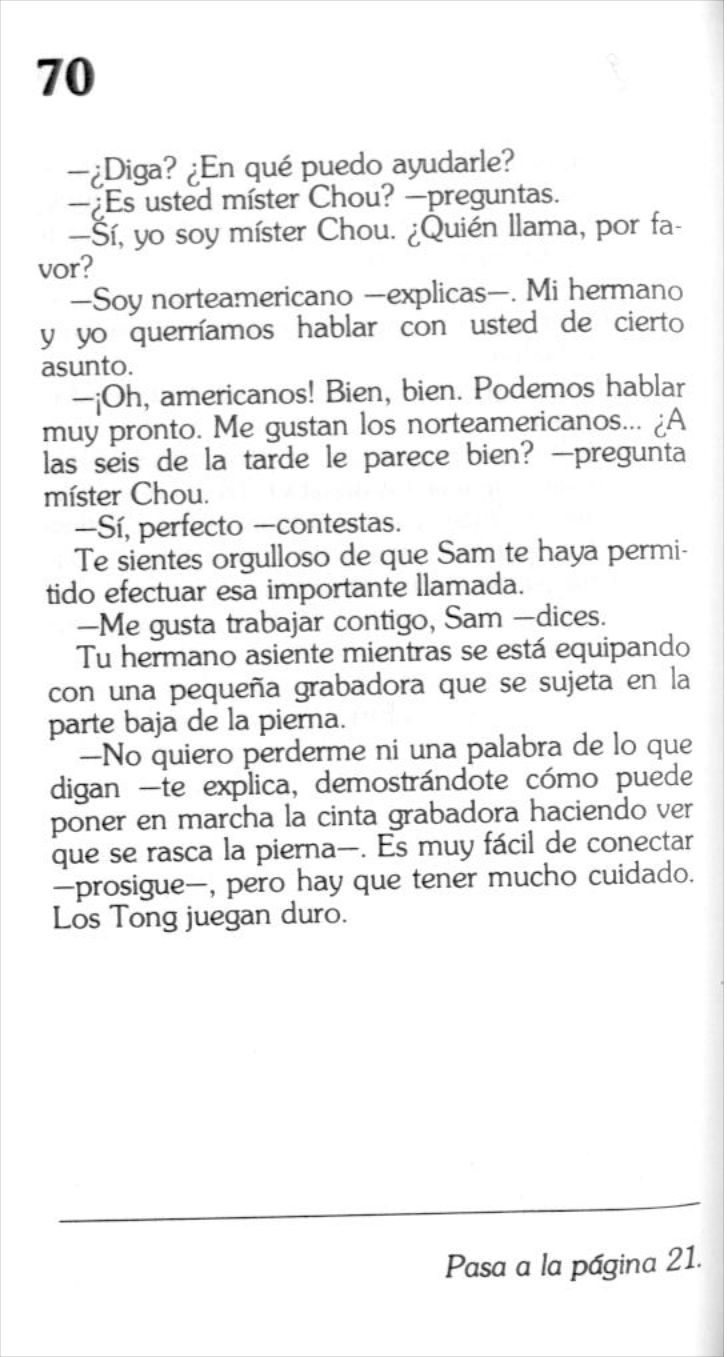 70
—¿Diga? ¿En qué puedo ayudarle?
—¿Es usted míster Chou? —preguntas.
—Sí, yo soy míster Chou. ¿Quién llama, por fa-
vor?
—Soy norteamericano —explicas—. Mi hermano
y yo querríamos hablar con usted de cierto
asunto.
—¡Oh, americanos! Bien, bien. Podemos hablar
muy pronto. Me gustan los norteamericanos... ¿A
las seis de la tarde le parece bien? —pregunta
míster Chou.
—Sí, perfecto —contestas.
Te sientes orgulloso de que Sam te haya permi-
tido efectuar esa importante llamada.
—Me gusta trabajar contigo, Sam —dices.
Tu hermano asiente mientras se está equipando
con una pequeña grabadora que se sujeta en la
parte baja de la pierna.
—No quiero perderme ni una palabra de lo que
digan —te explica, demostrándote cómo puede
poner en marcha la cinta grabadora haciendo ver
que se rasca la pierna—. Es muy fácil de conectar
—prosigue—, pero hay que tener mucho cuidado.
Los Tong juegan duro.
Pasa a la página 21.